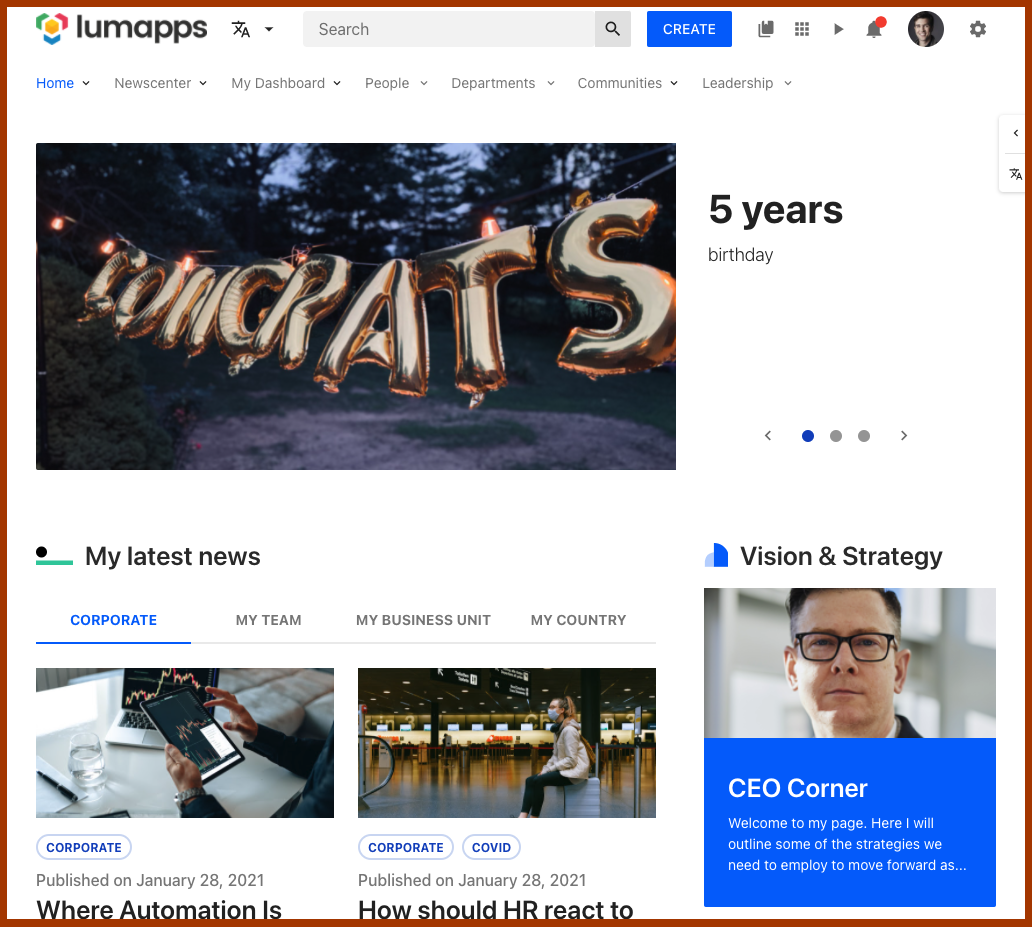 lumapps
Search
CREATE
Home
Newscenter
My Dashboard
People
Departments
Communities
Leadership
CONGRATS
5 years
birthday
My latest news
Vision & Strategy
CORPORATE
MY TEAM
MY BUSINESS UNIT
MY COUNTRY
CORPORATE
CORPORATE
COVID
Published on January 28, 2021
Published on January 28, 2021
Where Automation Is
How should HR react to
CEO Corner
Welcome to my page. Here I will
outline some of the strategies we
need to employ to move forward as...